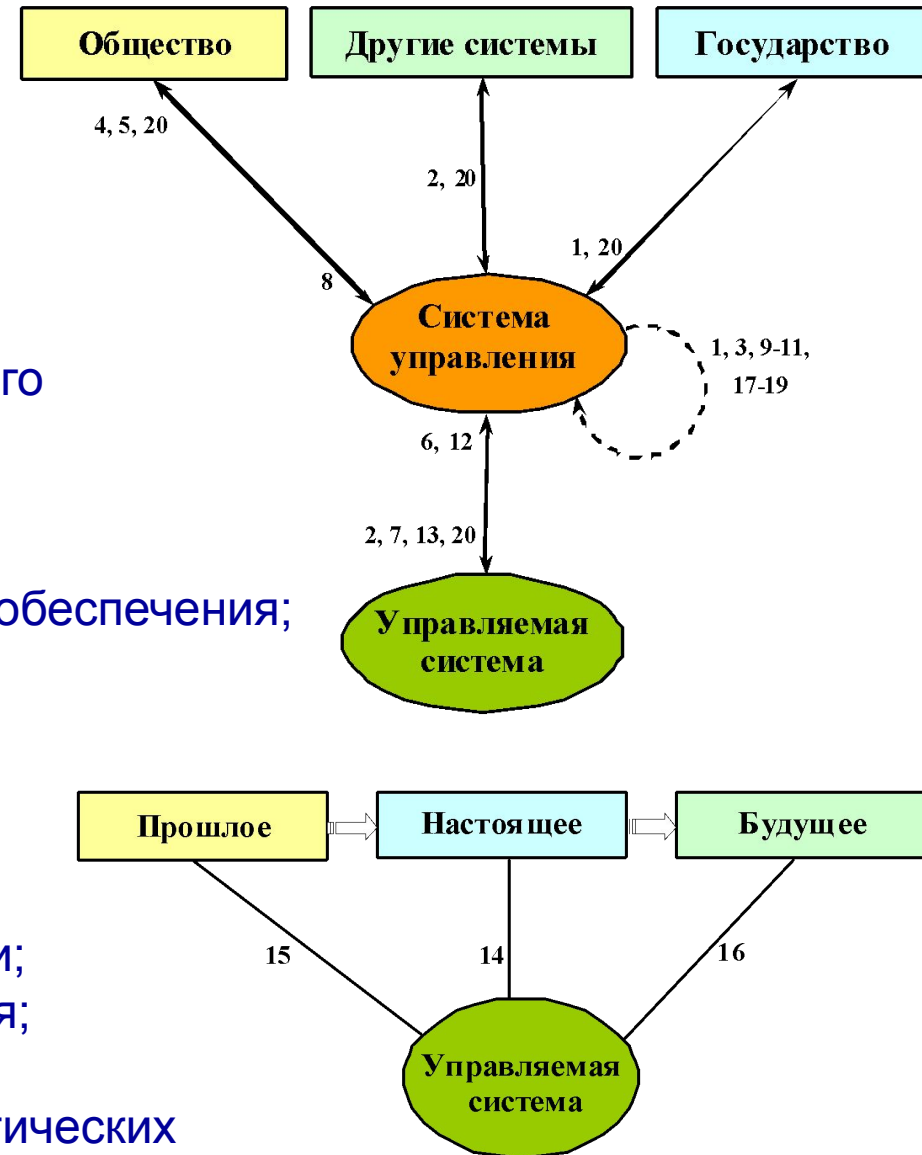 Общество
Другие системы
Государство
4, 5, 20
2, 20
1, 20
8
Система
управления
1, 3, 9-11,
17-19
го
6, 12
2, 7, 13, 20
обеспечения;
Управляемая
система
Прошлое
Настоящее
Будущее
15
14
16
и;
я;
Управляемая
система
гических